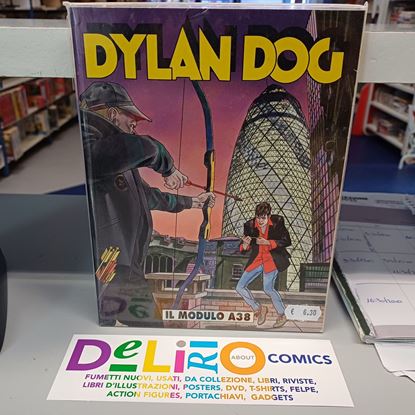 DYLAN DOG
IL MODULO A38
€ 6,30
DeLiRiO ABOUT COMICS
FUMETTI NUOVI, USATI, DA COLLEZIONE, LIBRI, RIVISTE,
LIBRI D'ILLUSTRAZIONI, POSTERS, DVD, T-SHIRTS, FELPE,
ACTION FIGURES, PORTACHIAVI, GADGETS